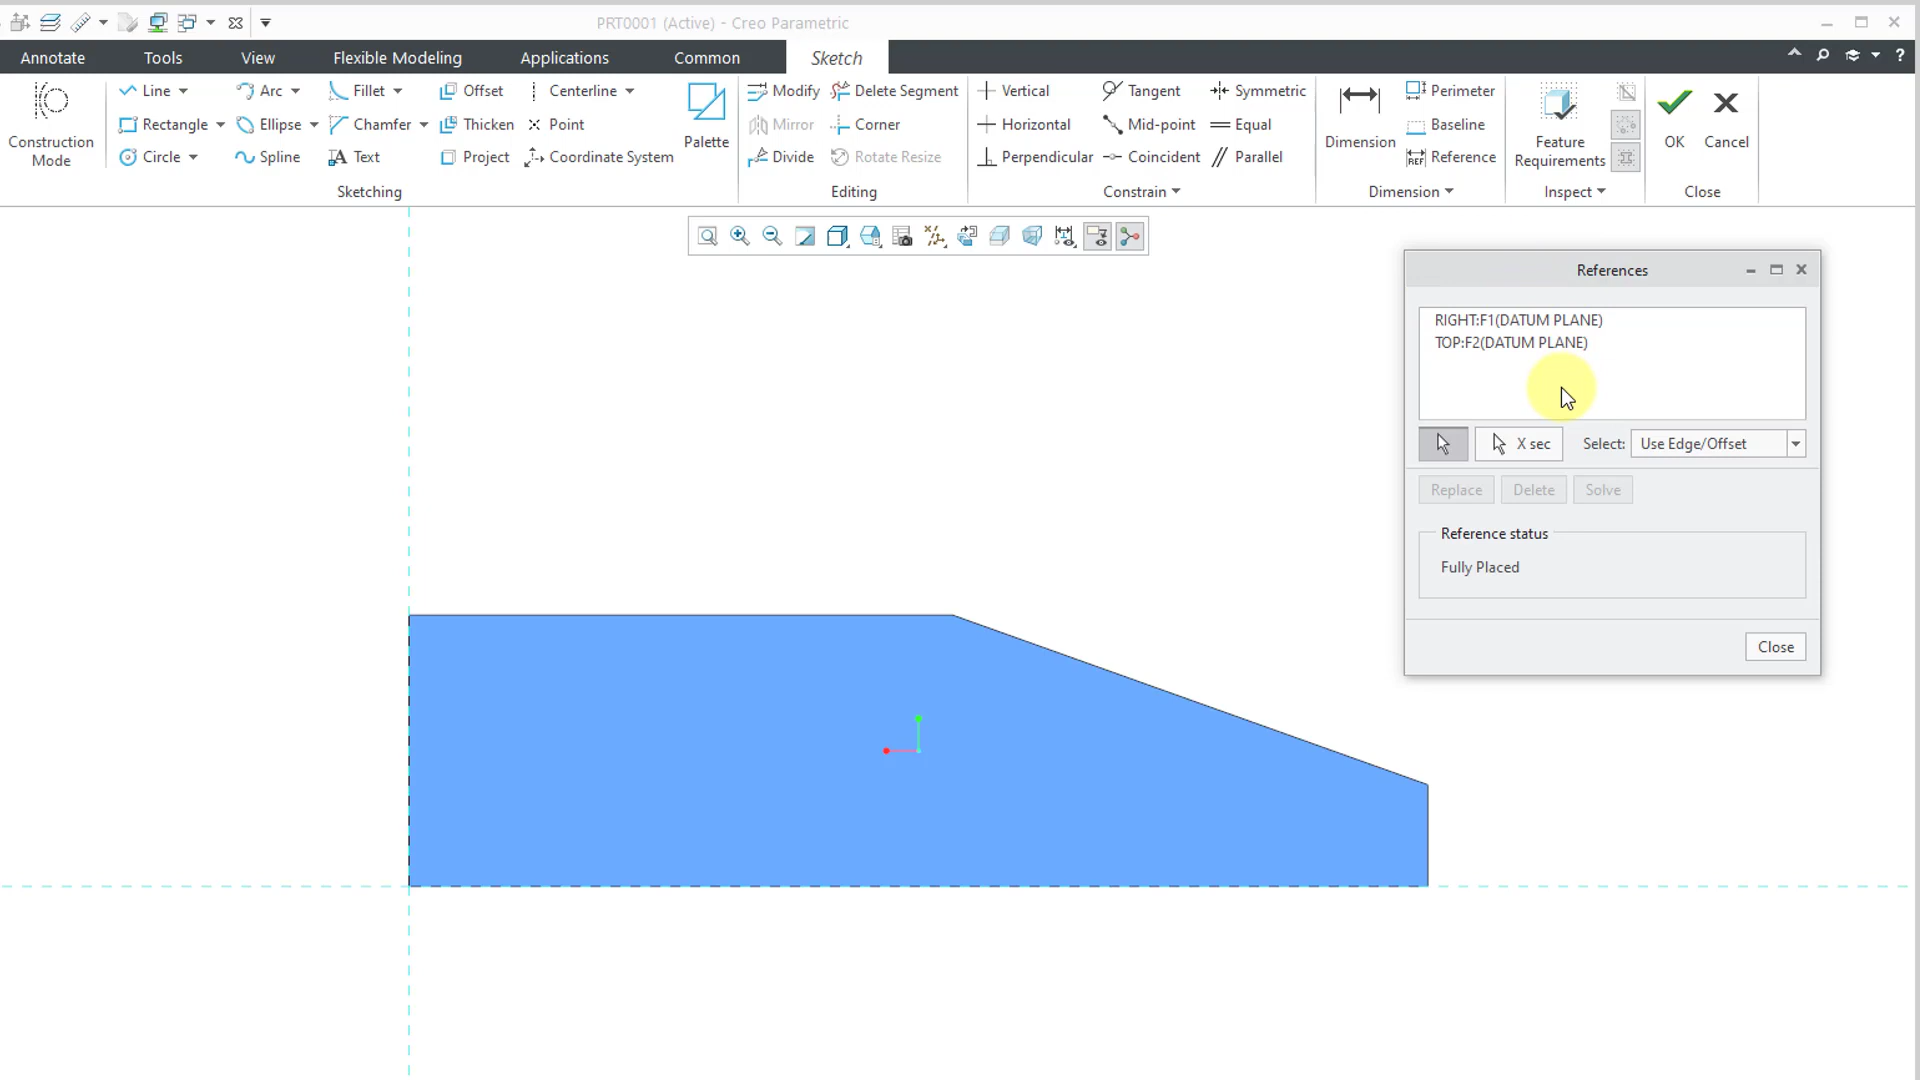 PRT0001 (Active) - Creo Parametric
Annotate Tools View Flexible Modeling Applications Common Sketch
Line Arc Fillet Offset Centerline Modify Delete Segment Vertical Tangent Symmetric Perimeter
Rectangle Ellipse Chamfer Thicken Point Mirror Corner Horizontal Mid-point Equal Baseline
Circle Spline Text Project Coordinate System Divide Rotate Resize Perpendicular Coincident Parallel Reference
Construction Mode
Palette
Dimension
Feature Requirements
OK
Cancel
Sketching Editing Constrain Dimension Inspect Close
References
RIGHT:F1(DATUM PLANE)
TOP:F2(DATUM PLANE)
X sec Select: Use Edge/Offset
Replace Delete Solve
Reference status
Fully Placed
Close